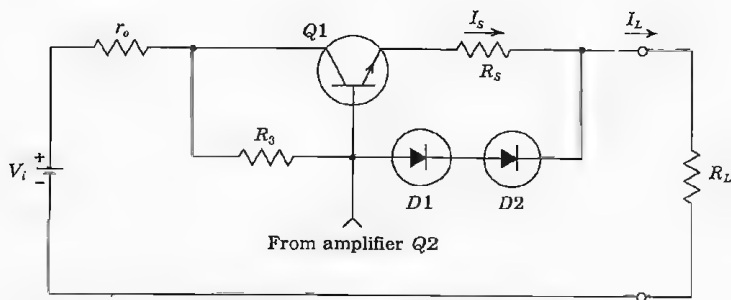 r_o
Q1
I_s
R_S
I_L
R_3
V_i
+
−
D1
D2
R_L
From amplifier Q2